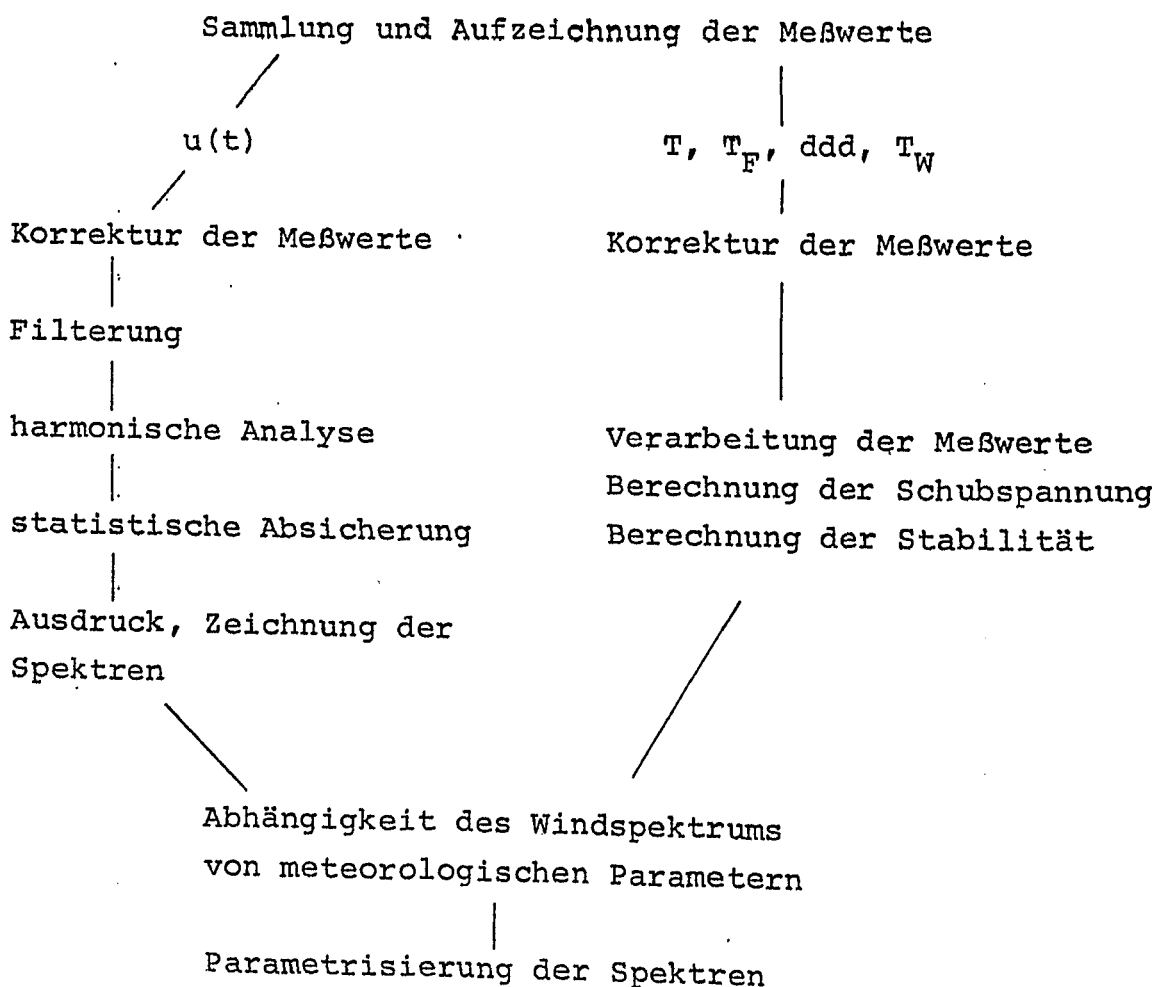 Sammlung und Aufzeichnung der Meßwerte
u(t)
T, T_F, ddd, T_W
Korrektur der Meßwerte
Korrektur der Meßwerte
Filterung
harmonische Analyse
statistische Absicherung
Ausdruck, Zeichnung der
Spektren
Verarbeitung der Meßwerte
Berechnung der Schubspannung
Berechnung der Stabilität
Abhängigkeit des Windspektrums
von meteorologischen Parametern
Parametrisierung der Spektren